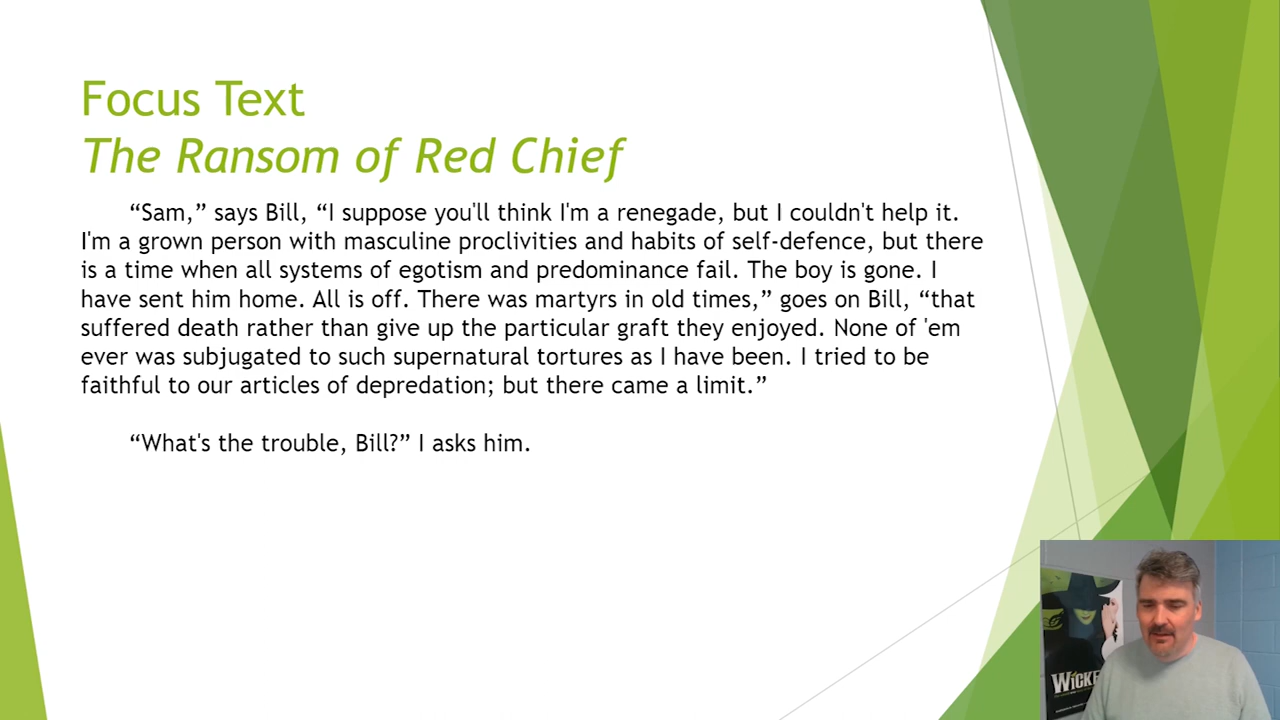 Focus Text
The Ransom of Red Chief
“Sam,” says Bill, “I suppose you'll think I'm a renegade, but I couldn't help it.
I'm a grown person with masculine proclivities and habits of self-defence, but there
is a time when all systems of egotism and predominance fail. The boy is gone. I
have sent him home. All is off. There was martyrs in old times,” goes on Bill, “that
suffered death rather than give up the particular graft they enjoyed. None of 'em
ever was subjugated to such supernatural tortures as I have been. I tried to be
faithful to our articles of depredation; but there came a limit.”
“What's the trouble, Bill?” I asks him.
WICKE